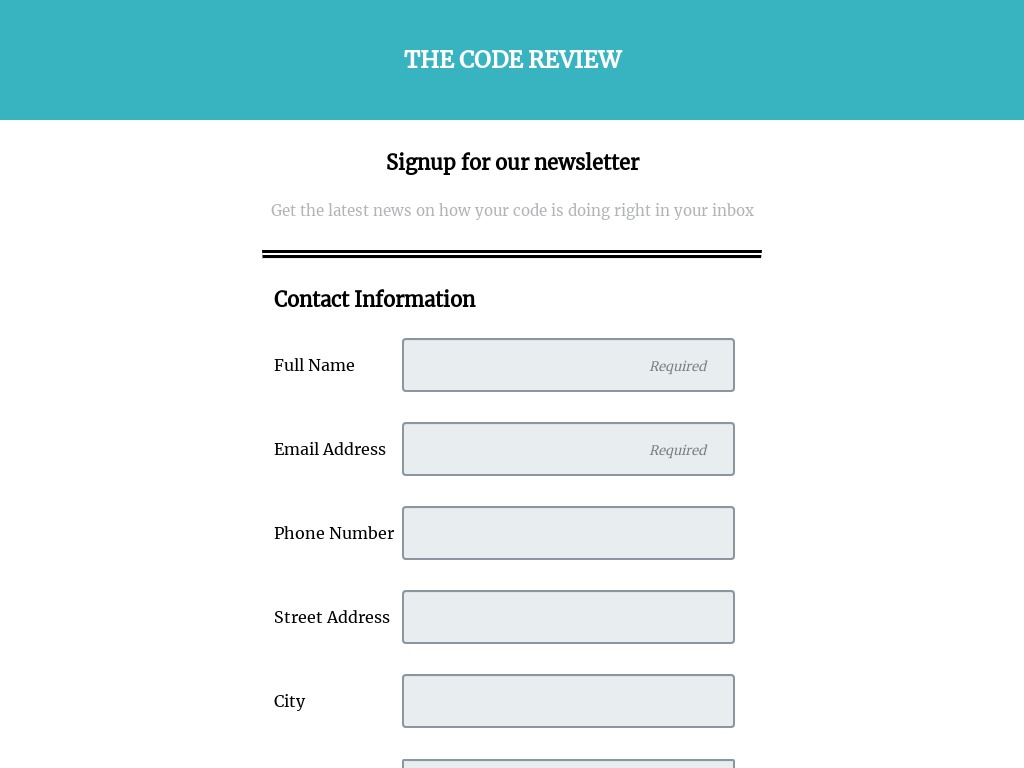 THE CODE REVIEW
Signup for our newsletter
Get the latest news on how your code is doing right in your inbox
Contact Information
Full Name
Required
Email Address
Required
Phone Number
Street Address
City